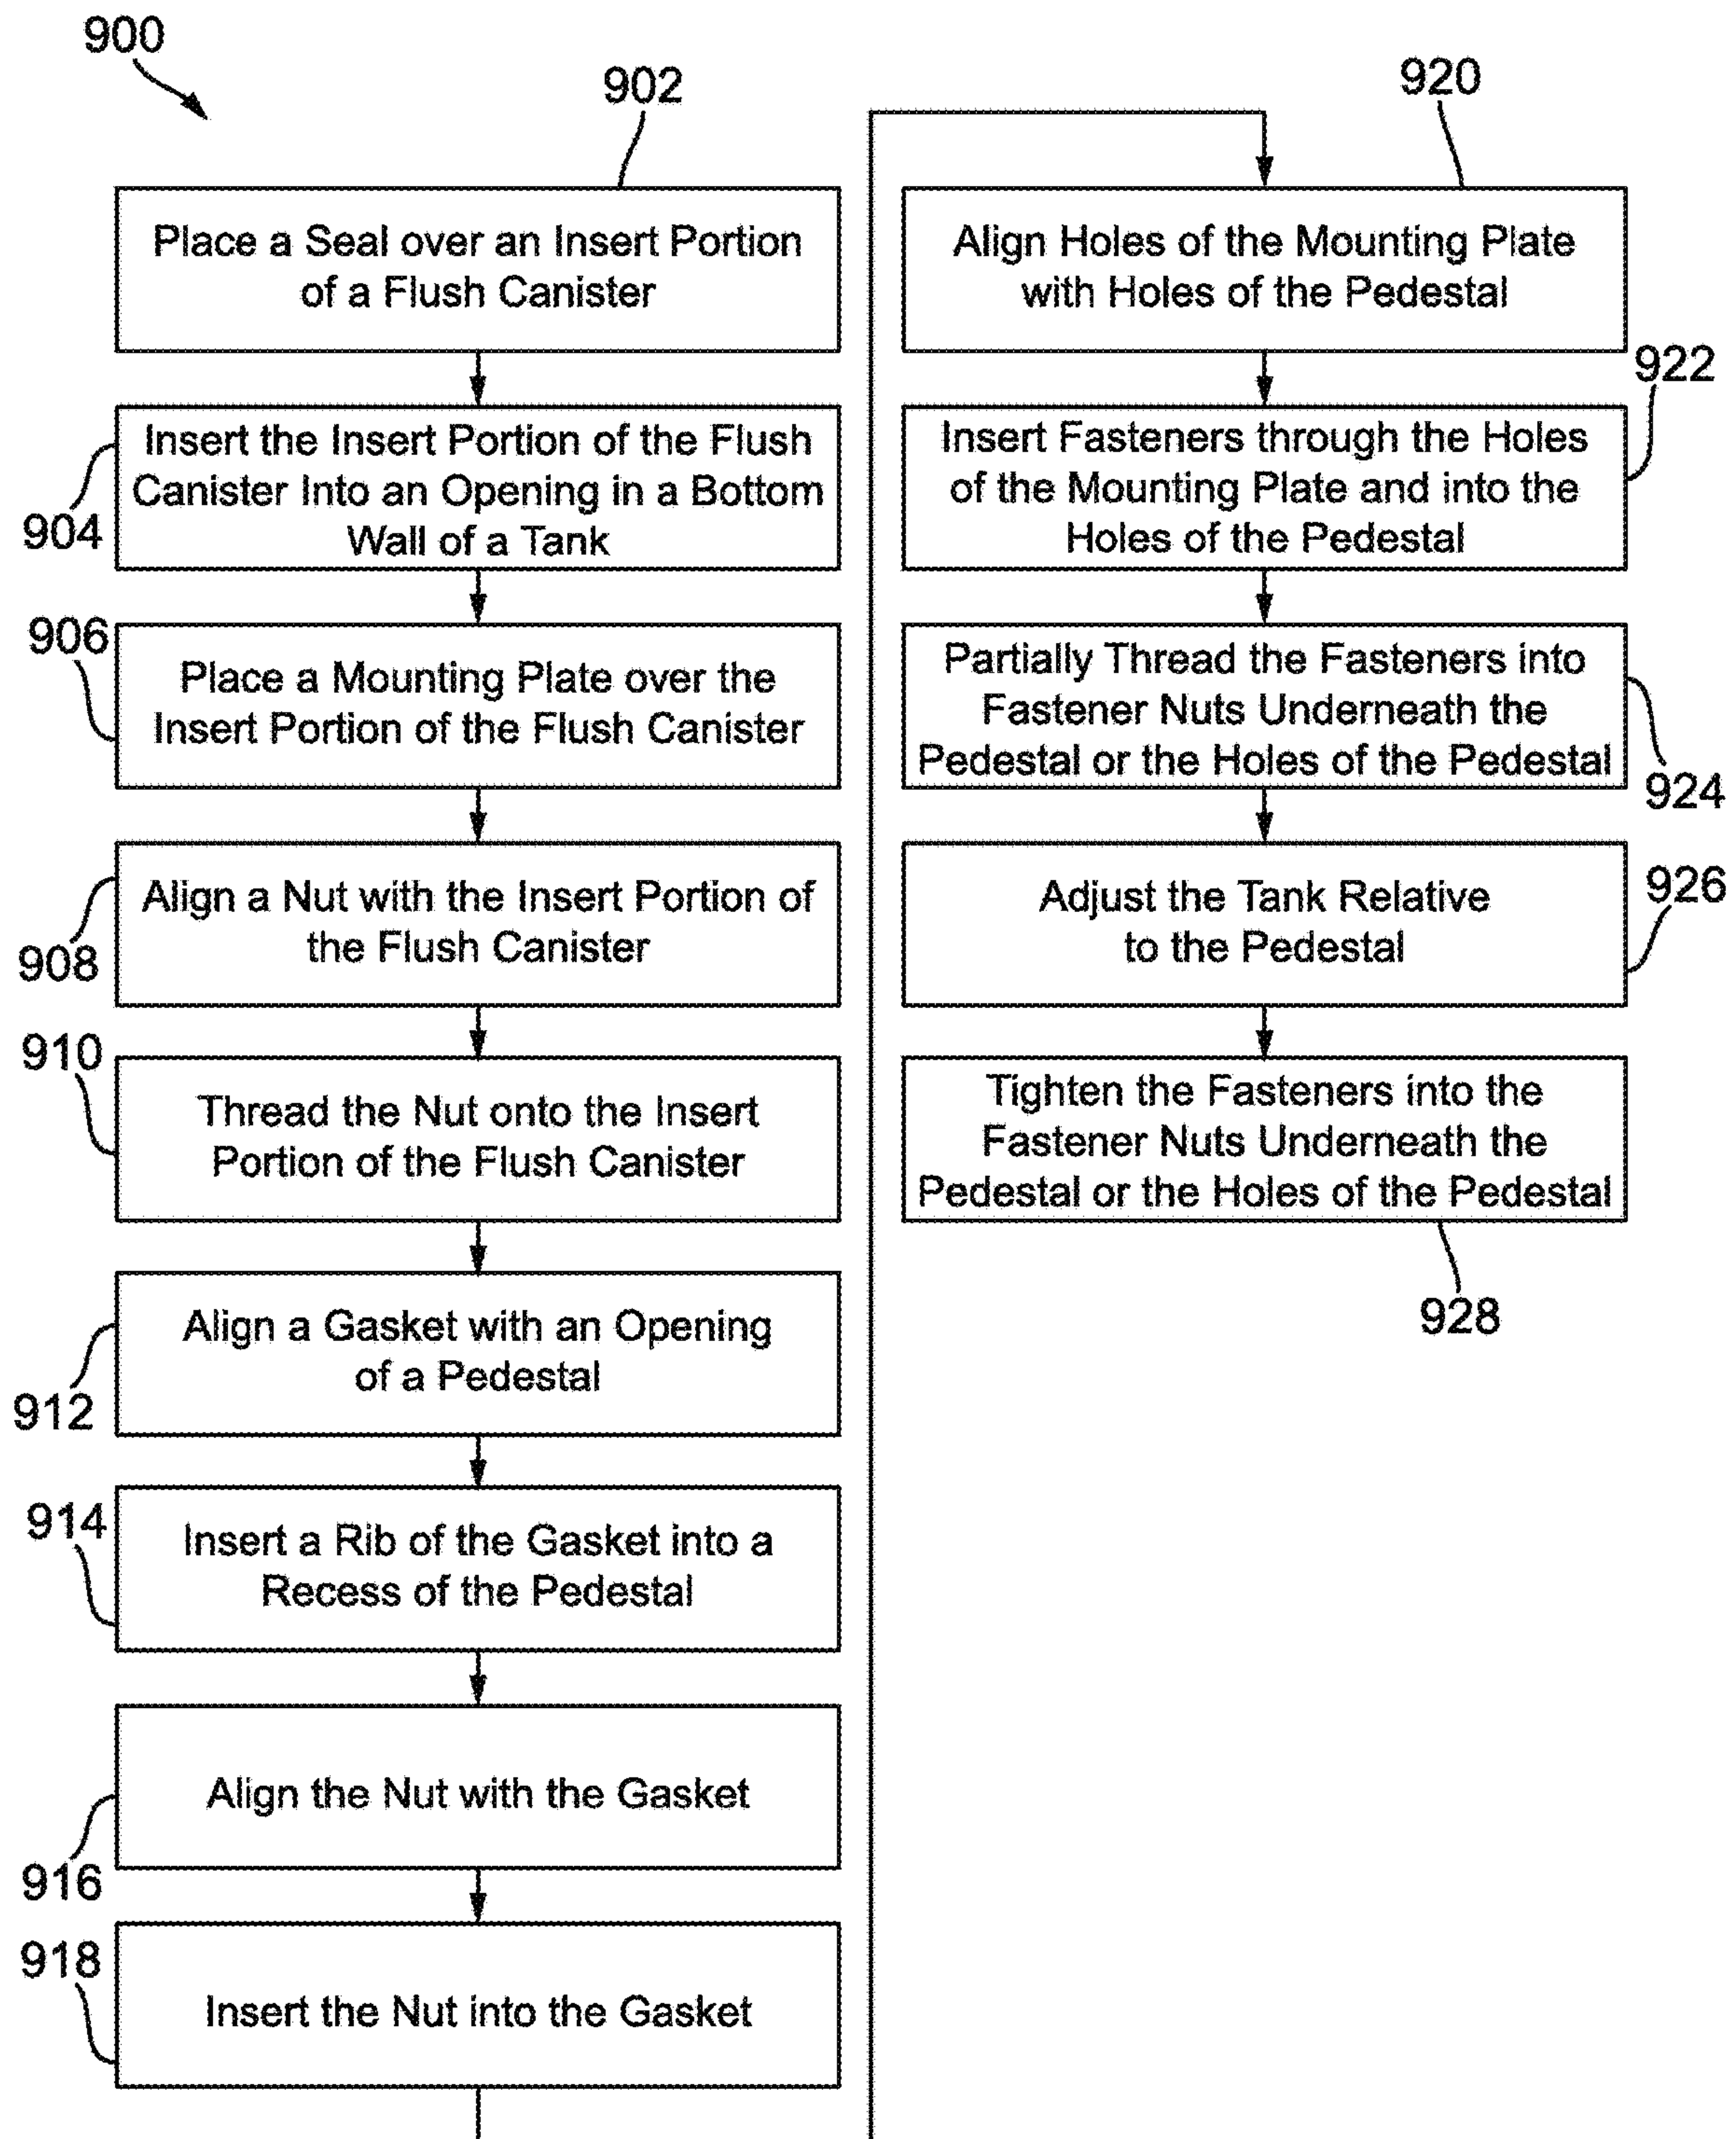 900
902
Place a Seal over an Insert Portion
of a Flush Canister
904
Insert the Insert Portion of the Flush
Canister Into an Opening in a Bottom
Wall of a Tank
906
Place a Mounting Plate over the
Insert Portion of the Flush Canister
908
Align a Nut with the Insert Portion of
the Flush Canister
910
Thread the Nut onto the Insert
Portion of the Flush Canister
912
Align a Gasket with an Opening
of a Pedestal
914
Insert a Rib of the Gasket into a
Recess of the Pedestal
916
Align the Nut with the Gasket
918
Insert the Nut into the Gasket
920
Align Holes of the Mounting Plate
with Holes of the Pedestal
922
Insert Fasteners through the Holes
of the Mounting Plate and into the
Holes of the Pedestal
924
Partially Thread the Fasteners into
Fastener Nuts Underneath the
Pedestal or the Holes of the Pedestal
926
Adjust the Tank Relative
to the Pedestal
Tighten the Fasteners into the
Fastener Nuts Underneath the
Pedestal or the Holes of the Pedestal
928